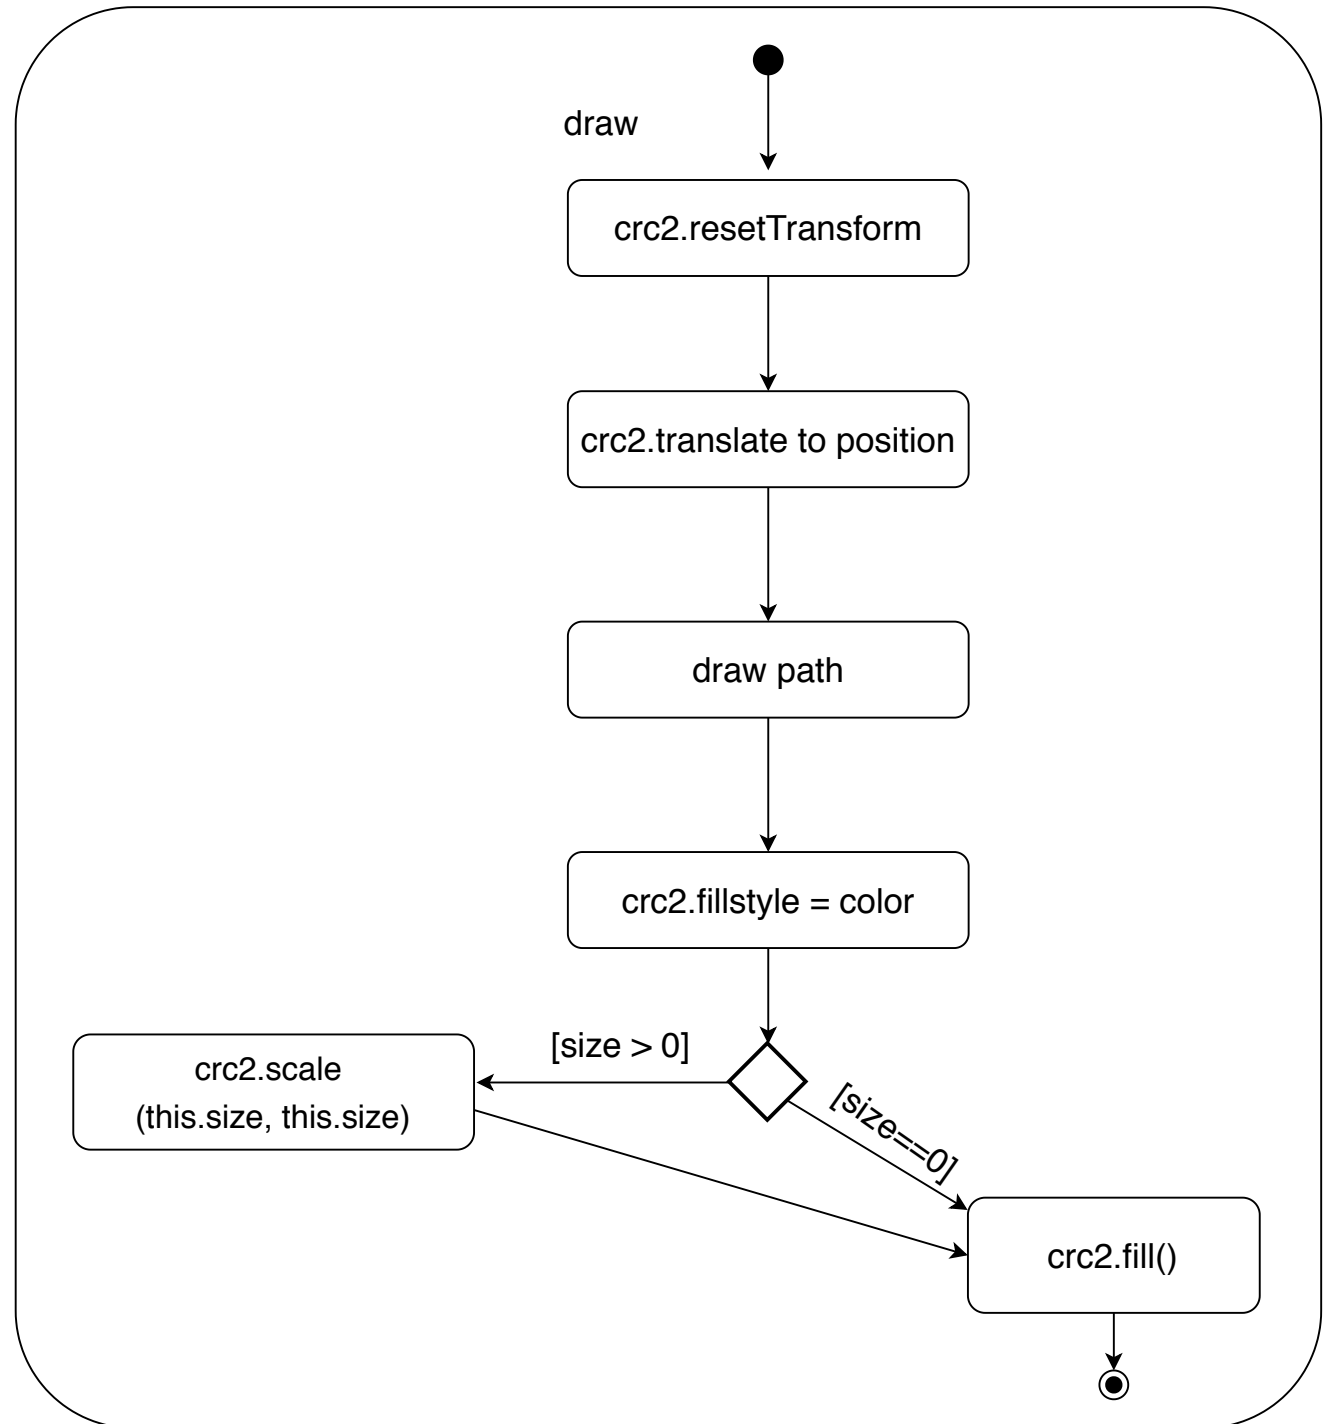 draw
crc2.resetTransform
crc2.translate to position
draw path
crc2.fillstyle = color
[size > 0]
crc2.scale
(this.size, this.size)
[size==0]
crc2.fill()